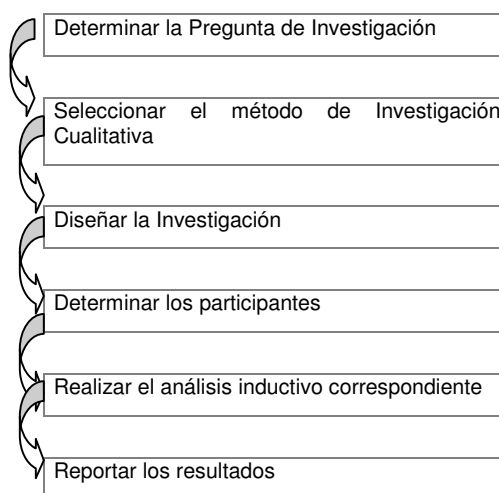 Determinar la Pregunta de Investigación
Seleccionar el método de Investigación
Cualitativa
Diseñar la Investigación
Determinar los participantes
Realizar el análisis inductivo correspondiente
Reportar los resultados